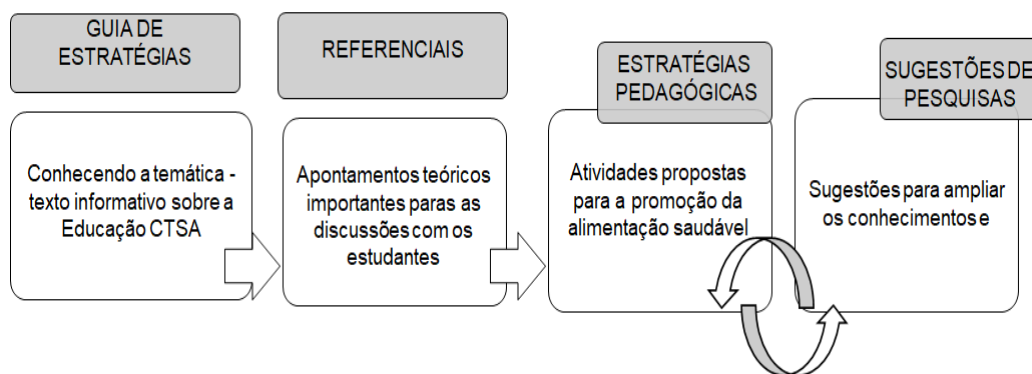 GUIA DE
ESTRATÉGIAS
Conhecendo a temática -
texto informativo sobre a
Educação CTSA
REFERENCIAIS
Apontamentos teóricos
importantes paras as
discussões com os
estudantes
ESTRATÉGIAS
PEDAGÓGICAS
Atividades propostas
para a promoção da
alimentação saudável
SUGESTÕES DE
PESQUISAS
Sugestões para ampliar
os conhecimentos e